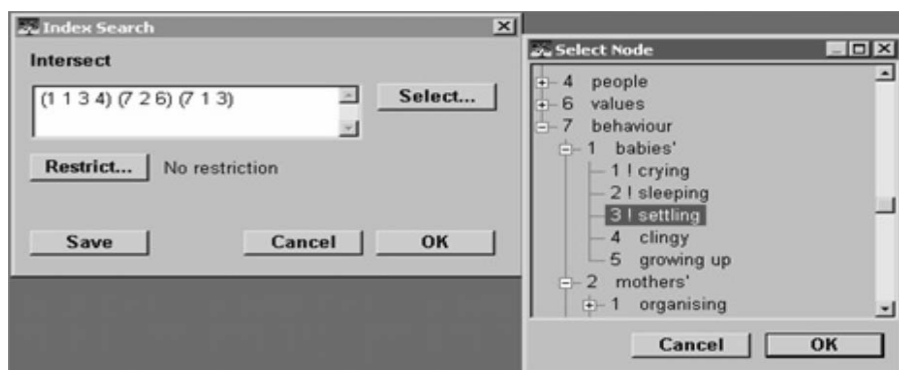 Index Search
Intersect
(1 1 3 4) (7 2 6) (7 1 3)
Select...
Restrict... No restriction
Save Cancel OK
Select Node
4 people
6 values
7 behaviour
1 babies'
1 ! crying
2 ! sleeping
3 ! settling
4 clingy
5 growing up
2 mothers'
1 organising
Cancel OK